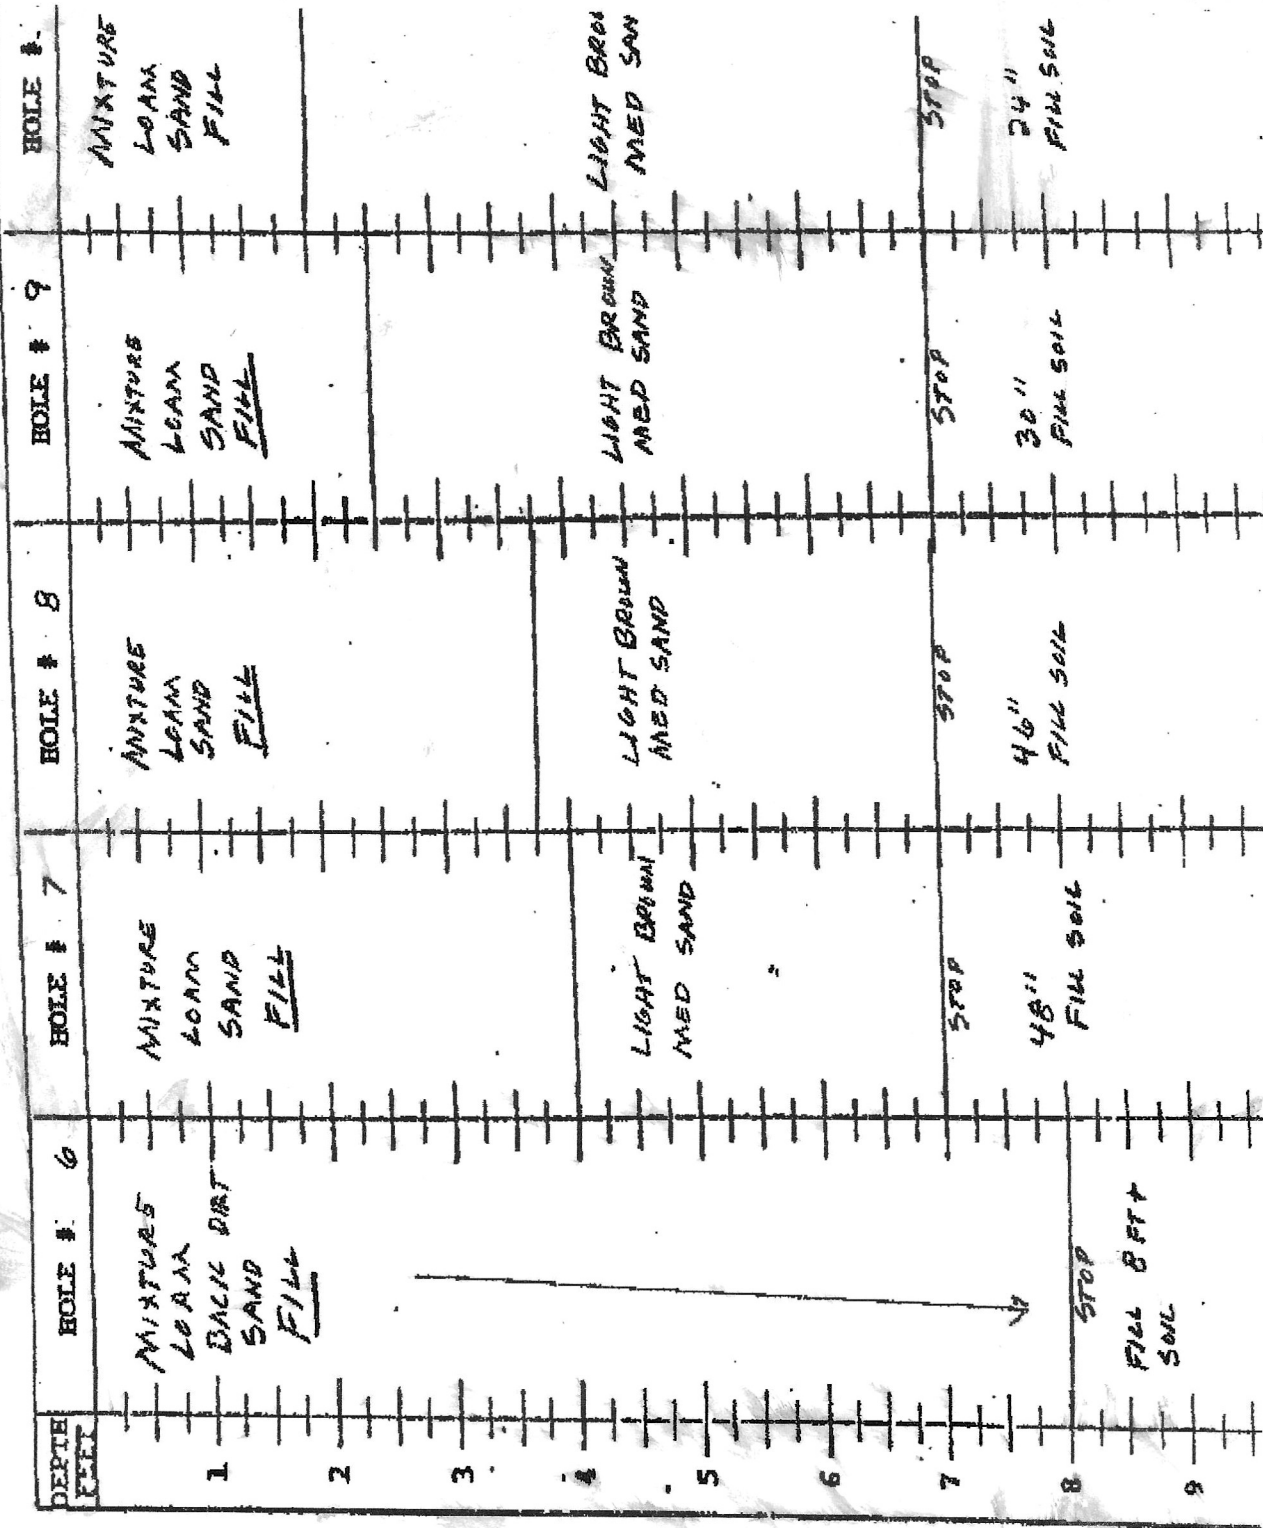 DEPTH
FEET
1
2
3
4
5
6
7
8
9
HOLE # 6
MIXTURE
LOAM
BACK DIRT
SAND
FILL
STOP
FILL 8 FT+
SOIL
HOLE # 7
MIXTURE
LOAM
SAND
FILL
LIGHT BROWN
MED SAND
STOP
48"
FILL SOIL
HOLE # 8
MIXTURE
LOAM
SAND
FILL
LIGHT BROWN
MED SAND
STOP
46"
FILL SOIL
HOLE # 9
MIXTURE
LOAM
SAND
FILL
LIGHT BROWN
MED SAND
STOP
30"
FILL SOIL
HOLE #
MIXTURE
LOAM
SAND
FILL
LIGHT BROW
MED SAN
STOP
24"
FILL SOIL